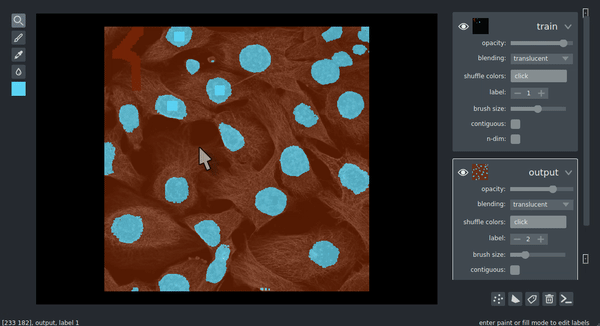 train
opacity:
blending: translucent
shuffle colors: click
label: − 1 +
brush size:
contiguous:
n-dim:
output
opacity:
blending: translucent
shuffle colors: click
label: − 2 +
brush size:
contiguous:
[233 182], output, label 1
enter paint or fill mode to edit labels